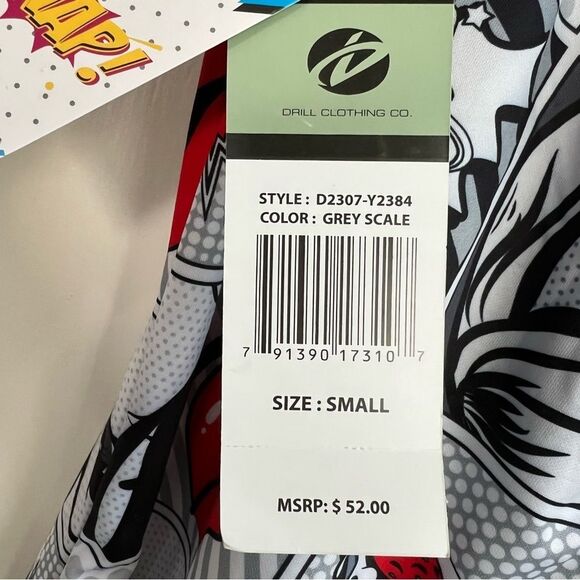 AP!
DRILL CLOTHING CO.
STYLE : D2307-Y2384
COLOR : GREY SCALE
7 91390 17310 7
SIZE : SMALL
MSRP: $ 52.00